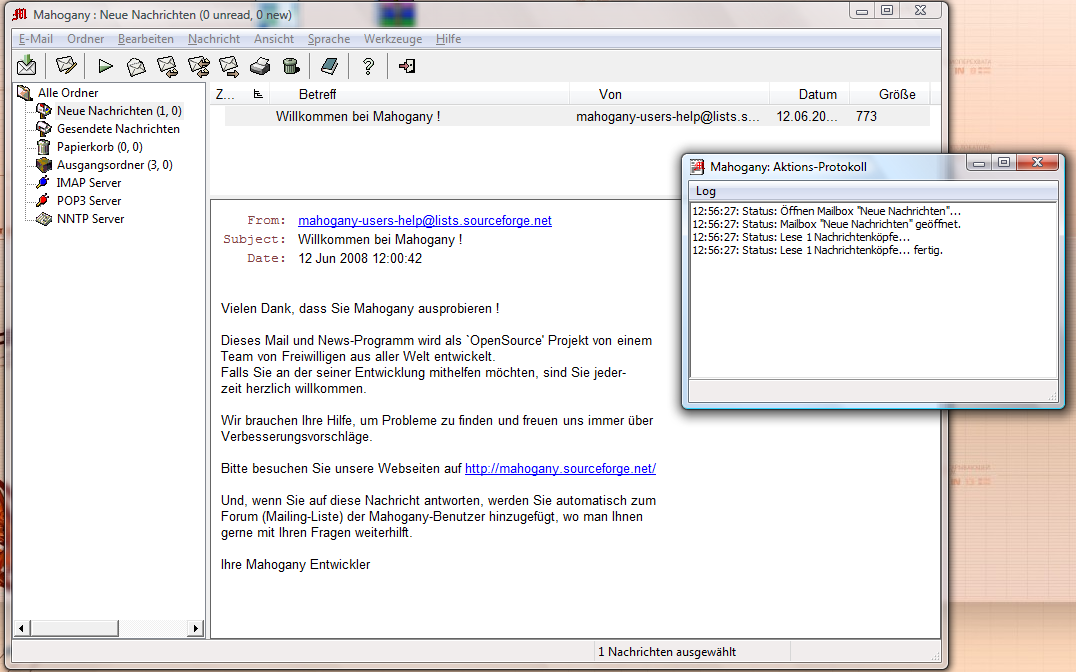 Mahogany : Neue Nachrichten (0 unread, 0 new)
E-Mail Ordner Bearbeiten Nachricht Ansicht Sprache Werkzeuge Hilfe
Alle Ordner
Neue Nachrichten (1, 0)
Gesendete Nachrichten
Papierkorb (0, 0)
Ausgangsordner (3, 0)
IMAP Server
POP3 Server
NNTP Server
Z... Betreff Von Datum Größe
Willkommen bei Mahogany ! mahogany-users-help@lists.s... 12.06.20... 773
From: mahogany-users-help@lists.sourceforge.net
Subject: Willkommen bei Mahogany !
Date: 12 Jun 2008 12:00:42
Vielen Dank, dass Sie Mahogany ausprobieren !
Dieses Mail und News-Programm wird als `OpenSource' Projekt von einem
Team von Freiwilligen aus aller Welt entwickelt.
Falls Sie an der seiner Entwicklung mithelfen möchten, sind Sie jeder-
zeit herzlich willkommen.
Wir brauchen Ihre Hilfe, um Probleme zu finden und freuen uns immer über
Verbesserungsvorschläge.
Bitte besuchen Sie unsere Webseiten auf http://mahogany.sourceforge.net/
Und, wenn Sie auf diese Nachricht antworten, werden Sie automatisch zum
Forum (Mailing-Liste) der Mahogany-Benutzer hinzugefügt, wo man Ihnen
gerne mit Ihren Fragen weiterhilft.
Ihre Mahogany Entwickler
1 Nachrichten ausgewählt
Mahogany: Aktions-Protokoll
Log
12:56:27: Status: Öffnen Mailbox "Neue Nachrichten"...
12:56:27: Status: Mailbox "Neue Nachrichten" geöffnet.
12:56:27: Status: Lese 1 Nachrichtenköpfe...
12:56:27: Status: Lese 1 Nachrichtenköpfe... fertig.